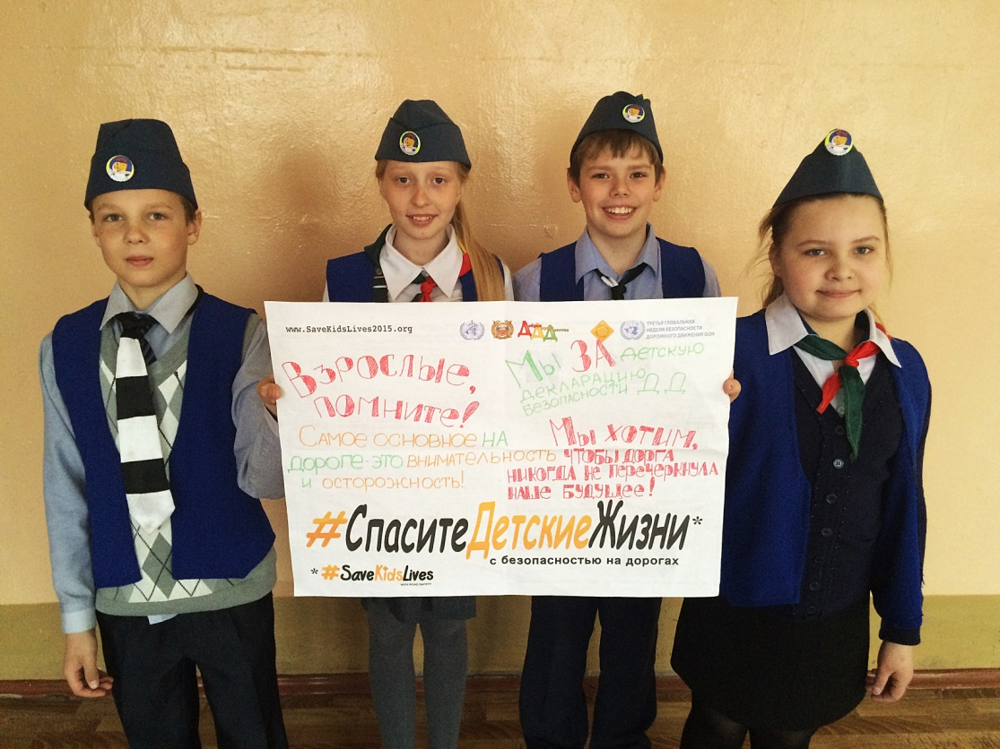 www.SaveKidsLives2015.org
ДДД
ТРЕТЬЯ ГЛОБАЛЬНАЯ
НЕДЕЛЯ БЕЗОПАСНОСТИ
ДОРОЖНОГО ДВИЖЕНИЯ ООН
Взрослые,
помните!
Самое основное на
дороге-это внимательность
и осторожность!
Мы ЗА детскую
декларацию
безопасности Д.Д
Мы хотим,
чтобы дорга
никогда не перечеркнула
наше будущее!
#СпаситеДетскиеЖизни*
с безопасностью на дорогах
* #SaveKidsLives